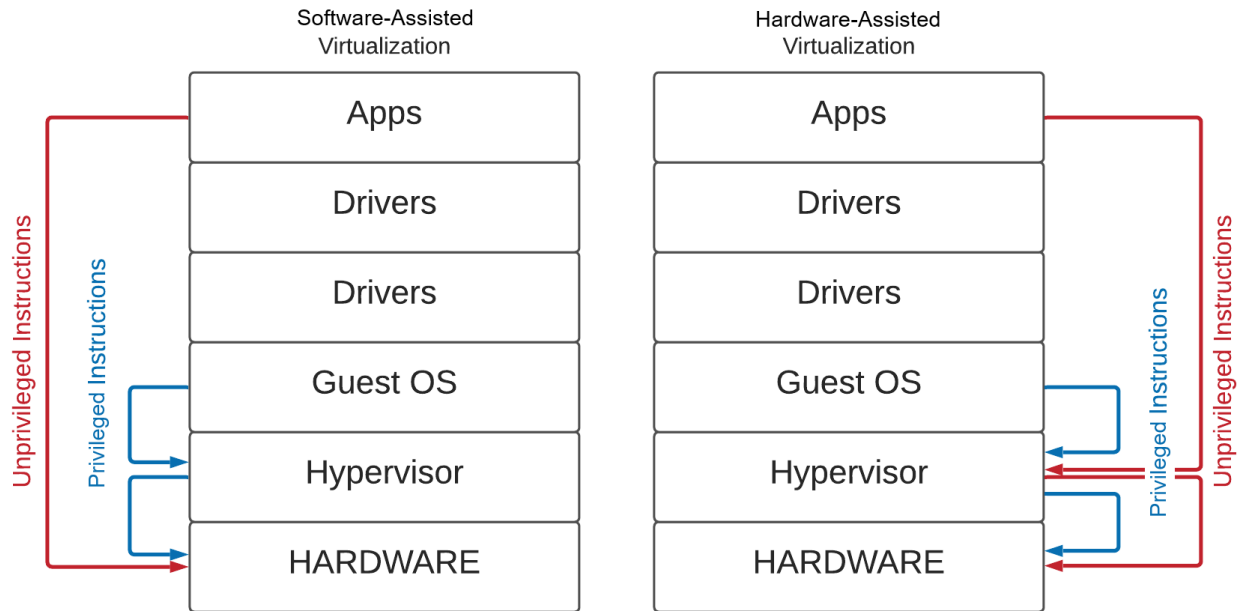 Software-Assisted
Virtualization
Apps
Drivers
Drivers
Guest OS
Hypervisor
HARDWARE
Unprivileged Instructions
Privileged Instructions
Hardware-Assisted
Virtualization
Apps
Drivers
Drivers
Guest OS
Hypervisor
HARDWARE
Privileged Instructions
Unprivileged Instructions